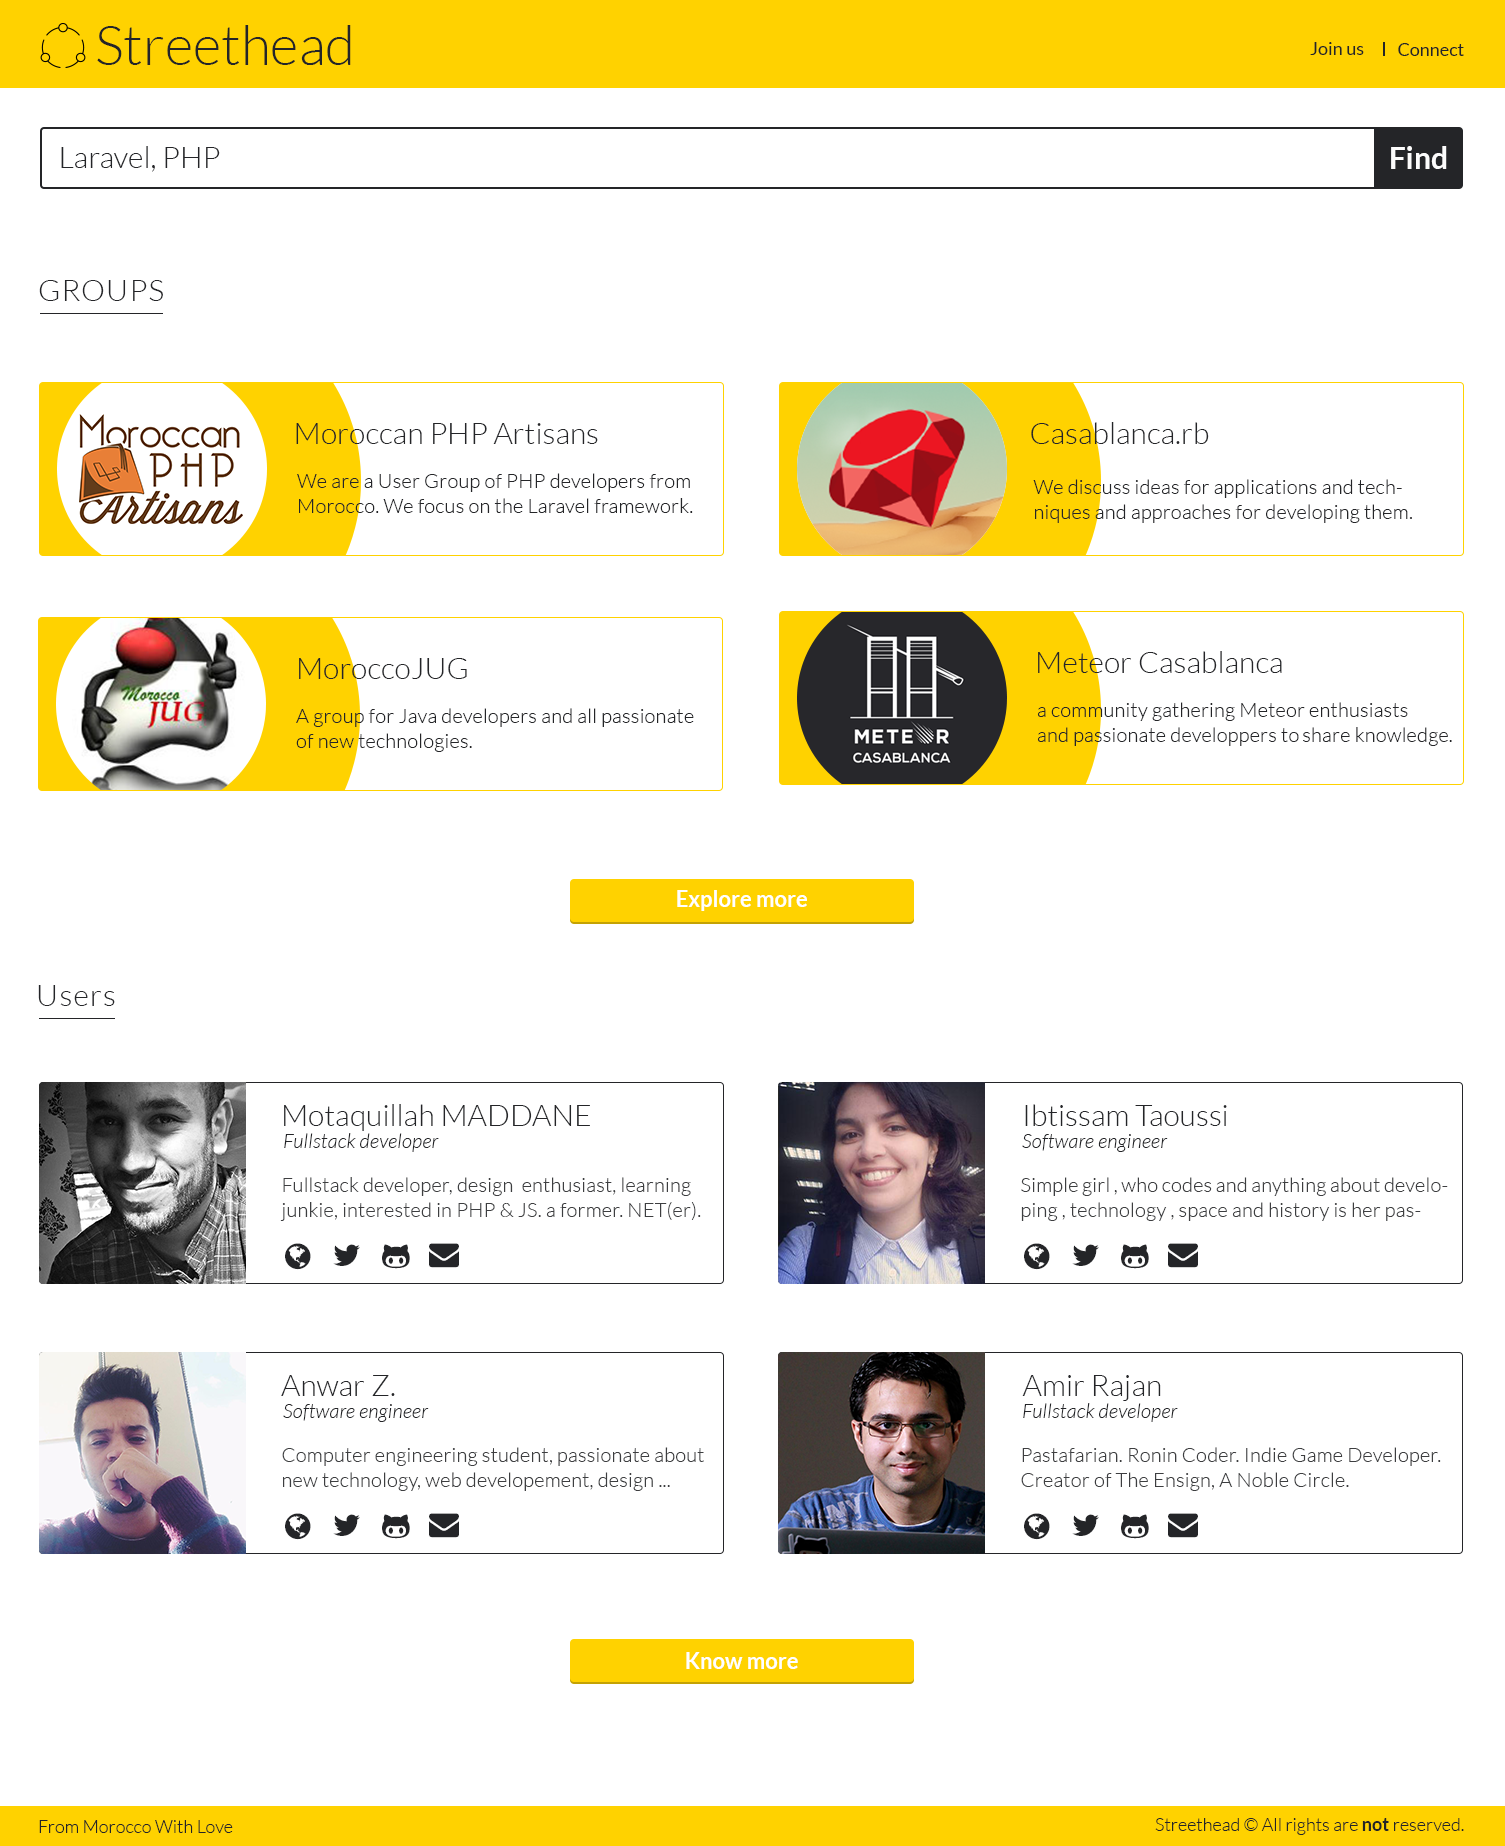 Streethead
Join us | Connect
Laravel, PHP
Find
GROUPS
Moroccan
PHP
Artisans
Moroccan PHP Artisans
We are a User Group of PHP developers from
Morocco. We focus on the Laravel framework.
Casablanca.rb
We discuss ideas for applications and tech-
niques and approaches for developing them.
Morocco
JUG
MoroccoJUG
A group for Java developers and all passionate
of new technologies.
METEOR
CASABLANCA
Meteor Casablanca
a community gathering Meteor enthusiasts
and passionate developpers to share knowledge.
Explore more
Users
Motaquillah MADDANE
Fullstack developer
Fullstack developer, design enthusiast, learning
junkie, interested in PHP & JS. a former. NET(er).
Ibtissam Taoussi
Software engineer
Simple girl , who codes and anything about develo-
ping , technology , space and history is her pas-
Anwar Z.
Software engineer
Computer engineering student, passionate about
new technology, web developement, design ...
Amir Rajan
Fullstack developer
Pastafarian. Ronin Coder. Indie Game Developer.
Creator of The Ensign, A Noble Circle.
Know more
From Morocco With Love
Streethead © All rights are not reserved.